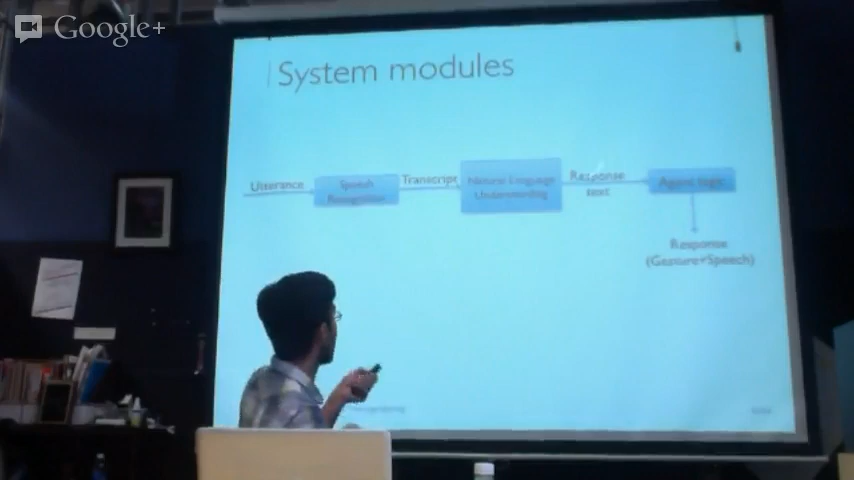 Google+
System modules
Utterance
Speech
Recognition
Transcript
Natural Language
Understanding
Response
text
Agent logic
Response
(Gesture+Speech)